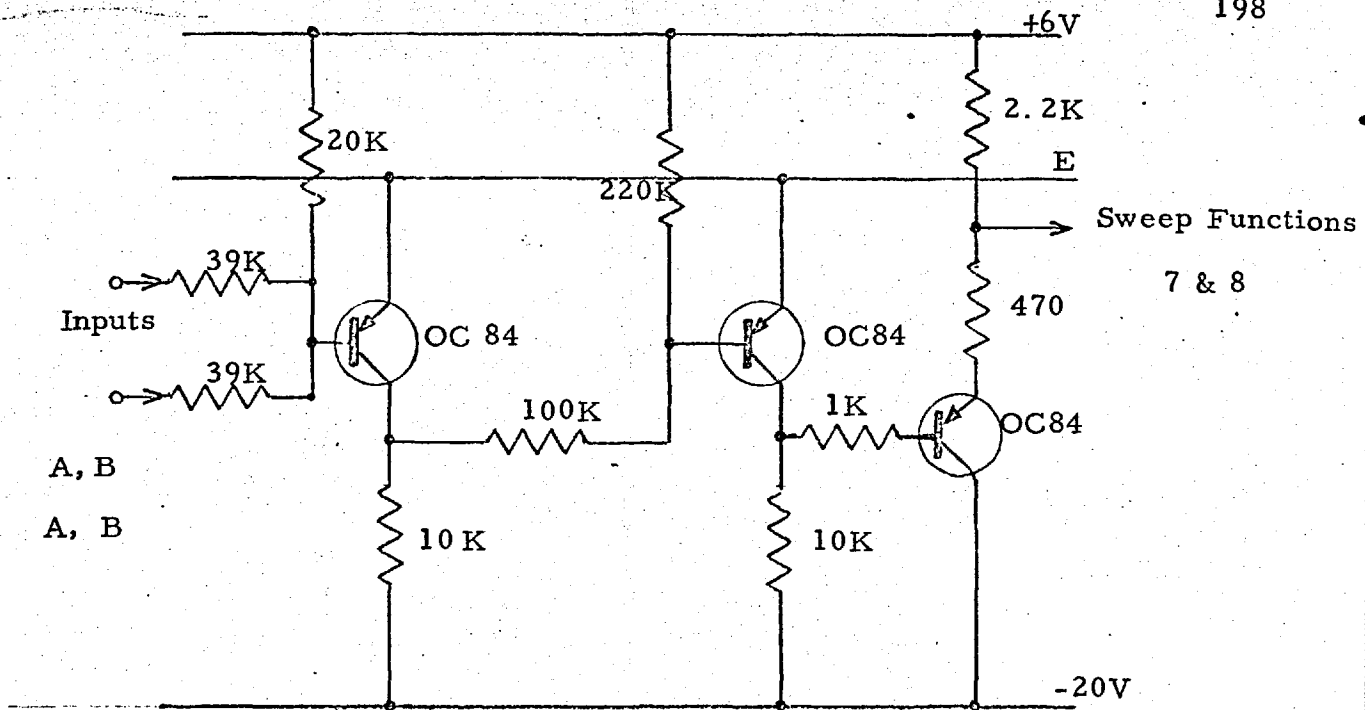 198
+6V
20K
2.2K
E
220K
Sweep Functions
7 & 8
39K
Inputs
OC 84
OC84
470
39K
100K
1K
OC84
A, B
A, B
10 K
10K
-20V